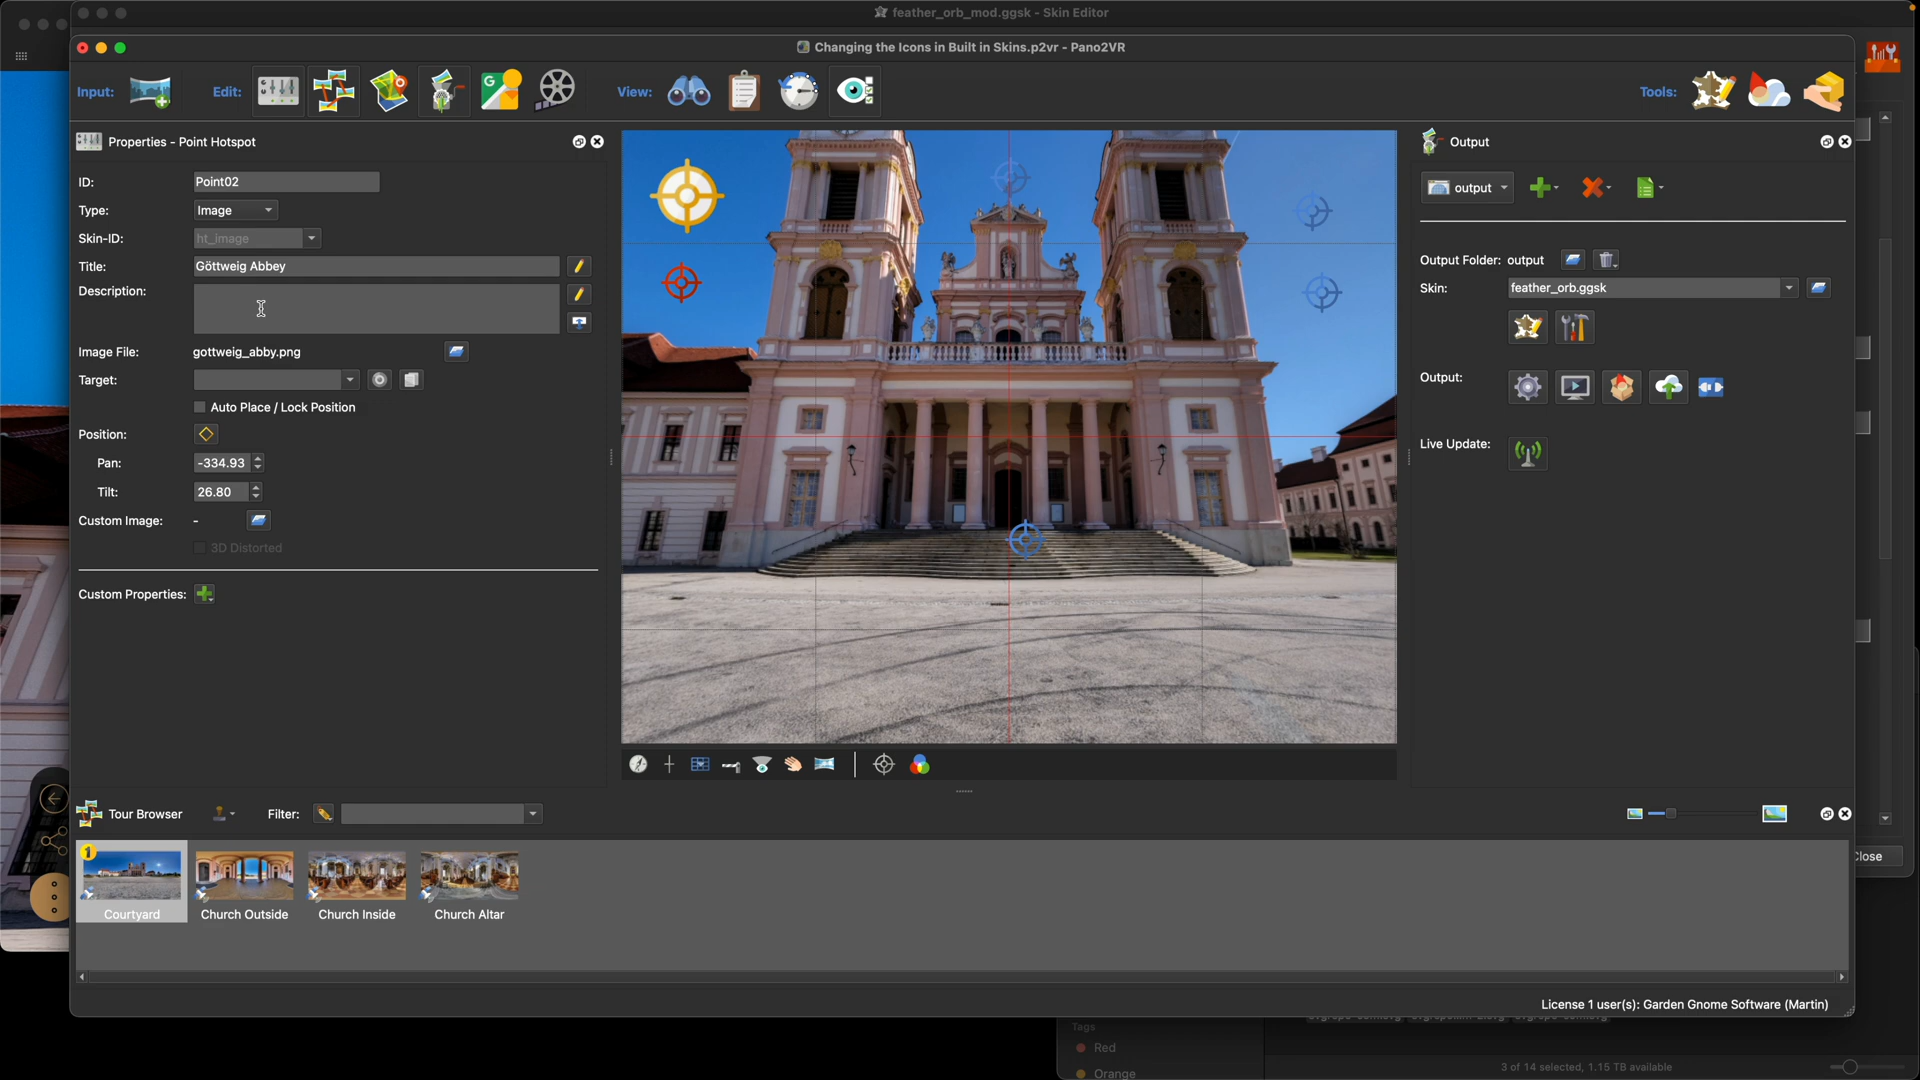 feather_orb_mod.ggsk - Skin Editor
Changing the Icons in Built in Skins.p2vr - Pano2VR
Input:
Edit:
View:
Tools:
Properties - Point Hotspot
ID:
Point02
Type:
Image
Skin-ID:
ht_image
Title:
Göttweig Abbey
Description:
Image File:
gottweig_abby.png
Target:
Auto Place / Lock Position
Position:
Pan:
-334.93
Tilt:
26.80
Custom Image:
-
3D Distorted
Custom Properties:
Output
output
Output Folder: output
Skin:
feather_orb.ggsk
Output:
Live Update:
Tour Browser
Filter:
1
Courtyard
Church Outside
Church Inside
Church Altar
Close
License 1 user(s): Garden Gnome Software (Martin)
Tags
Red
Orange
3 of 14 selected, 1.15 TB available